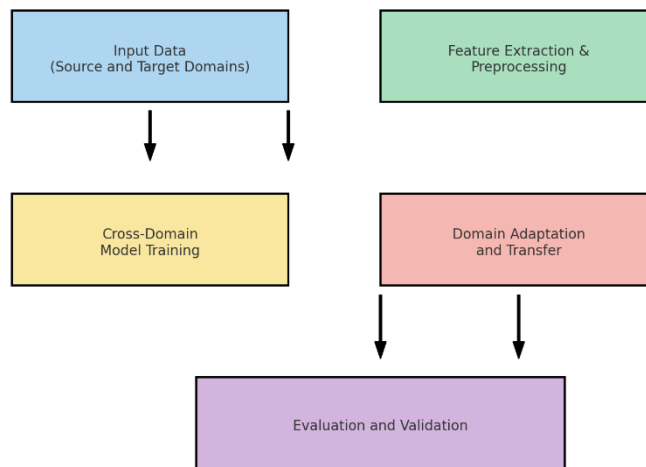 Input Data
(Source and Target Domains)
Feature Extraction &
Preprocessing
Cross-Domain
Model Training
Domain Adaptation
and Transfer
Evaluation and Validation